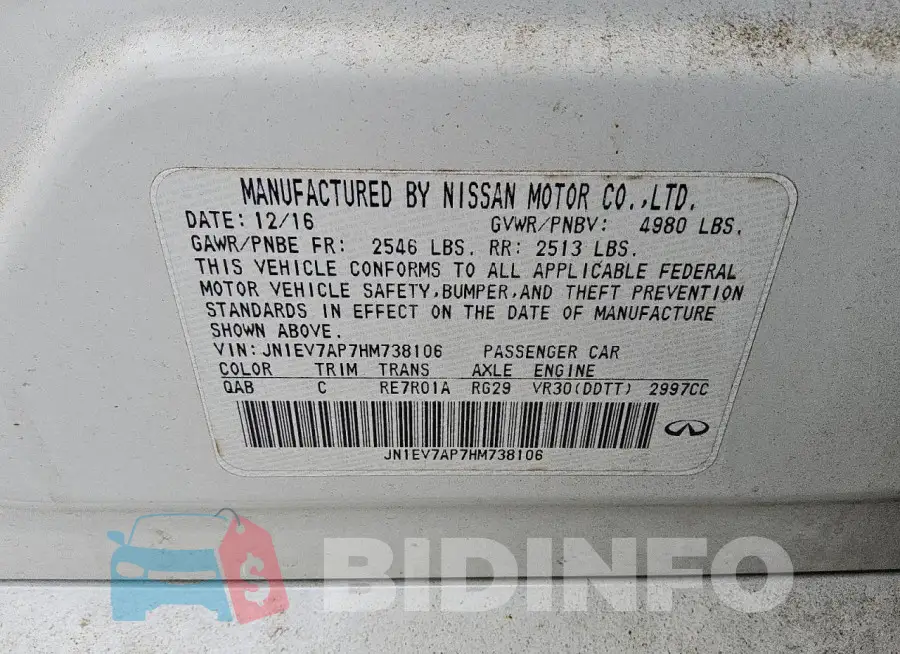 MANUFACTURED BY NISSAN MOTOR CO.,LTD.
DATE: 12/16 GVWR/PNBV: 4980 LBS.
GAWR/PNBE FR: 2546 LBS. RR: 2513 LBS.
THIS VEHICLE CONFORMS TO ALL APPLICABLE FEDERAL
MOTOR VEHICLE SAFETY,BUMPER,AND THEFT PREVENTION
STANDARDS IN EFFECT ON THE DATE OF MANUFACTURE
SHOWN ABOVE.
VIN: JN1EV7AP7HM738106 PASSENGER CAR
COLOR TRIM TRANS AXLE ENGINE
QAB C RE7R01A RG29 VR30(DDTT) 2997CC
JN1EV7AP7HM738106
$ BIDINFO